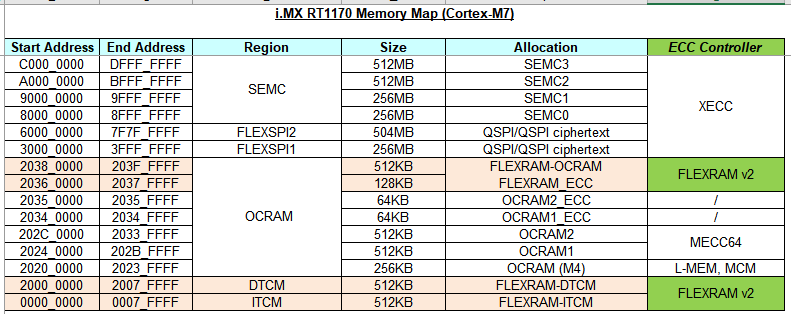 i.MX RT1170 Memory Map (Cortex-M7)
Start Address End Address Region Size Allocation ECC Controller
C000_0000 DFFF_FFFF SEMC 512MB SEMC3 XECC
A000_0000 BFFF_FFFF 512MB SEMC2
9000_0000 9FFF_FFFF 256MB SEMC1
8000_0000 8FFF_FFFF 256MB SEMC0
6000_0000 7F7F_FFFF FLEXSPI2 504MB QSPI/QSPI ciphertext
3000_0000 3FFF_FFFF FLEXSPI1 256MB QSPI/QSPI ciphertext
2038_0000 203F_FFFF OCRAM 512KB FLEXRAM-OCRAM FLEXRAM v2
2036_0000 2037_FFFF 128KB FLEXRAM_ECC
2035_0000 2035_FFFF 64KB OCRAM2_ECC /
2034_0000 2034_FFFF 64KB OCRAM1_ECC /
202C_0000 2033_FFFF 512KB OCRAM2 MECC64
2024_0000 202B_FFFF 512KB OCRAM1
2020_0000 2023_FFFF 256KB OCRAM (M4) L-MEM, MCM
2000_0000 2007_FFFF DTCM 512KB FLEXRAM-DTCM FLEXRAM v2
0000_0000 0007_FFFF ITCM 512KB FLEXRAM-ITCM